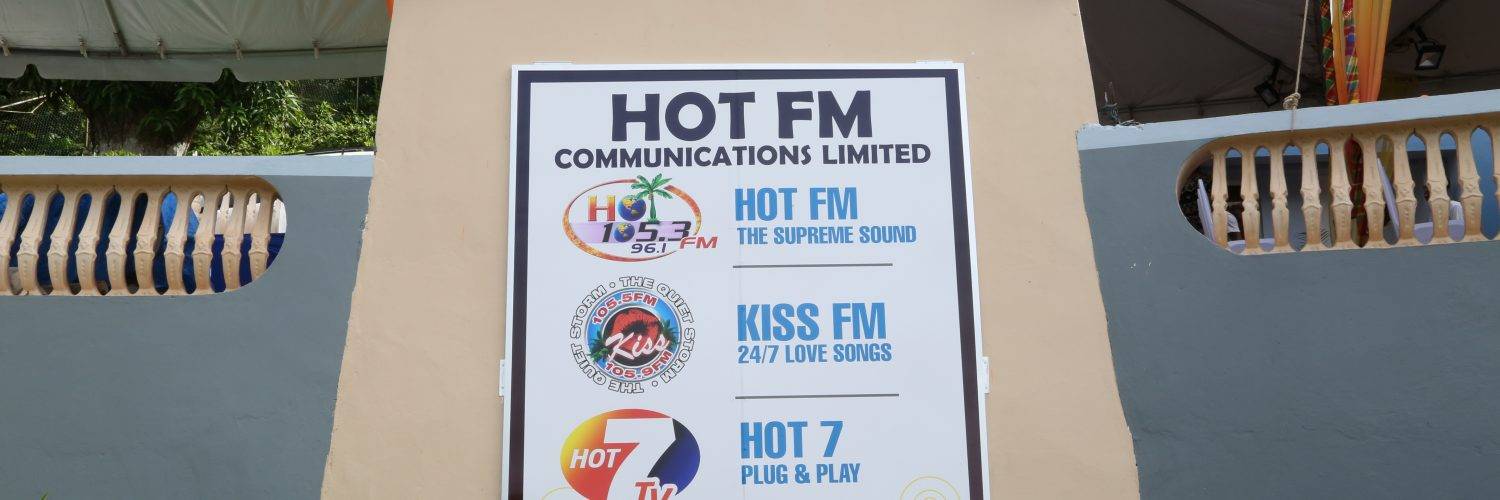 HOT FM
COMMUNICATIONS LIMITED
HOT
105.3
96.1 FM
HOT FM
THE SUPREME SOUND
THE QUIET STORM • THE QUIET STORM •
105.5FM
Kiss
105.9FM
KISS FM
24/7 LOVE SONGS
HOT 7
TV
HOT 7
PLUG & PLAY